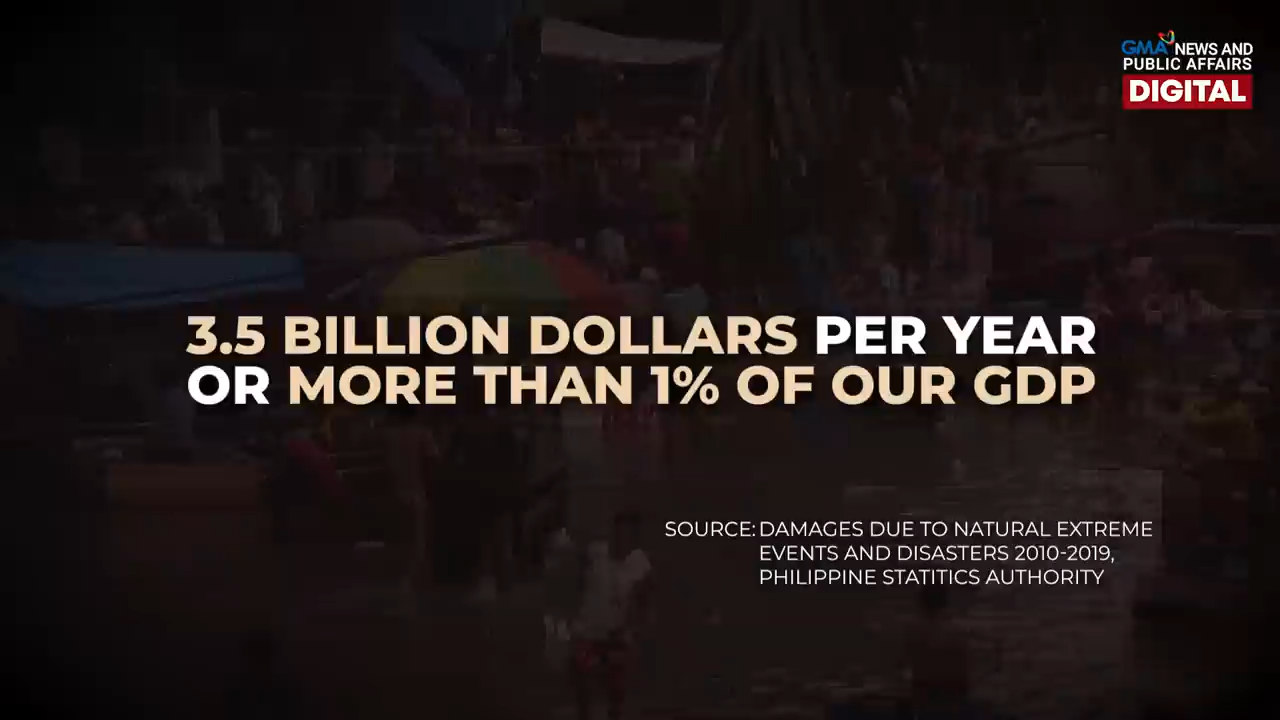 GMA NEWS AND
PUBLIC AFFAIRS
DIGITAL
3.5 BILLION DOLLARS PER YEAR
OR MORE THAN 1% OF OUR GDP
SOURCE: DAMAGES DUE TO NATURAL EXTREME
EVENTS AND DISASTERS 2010-2019,
PHILIPPINE STATITICS AUTHORITY